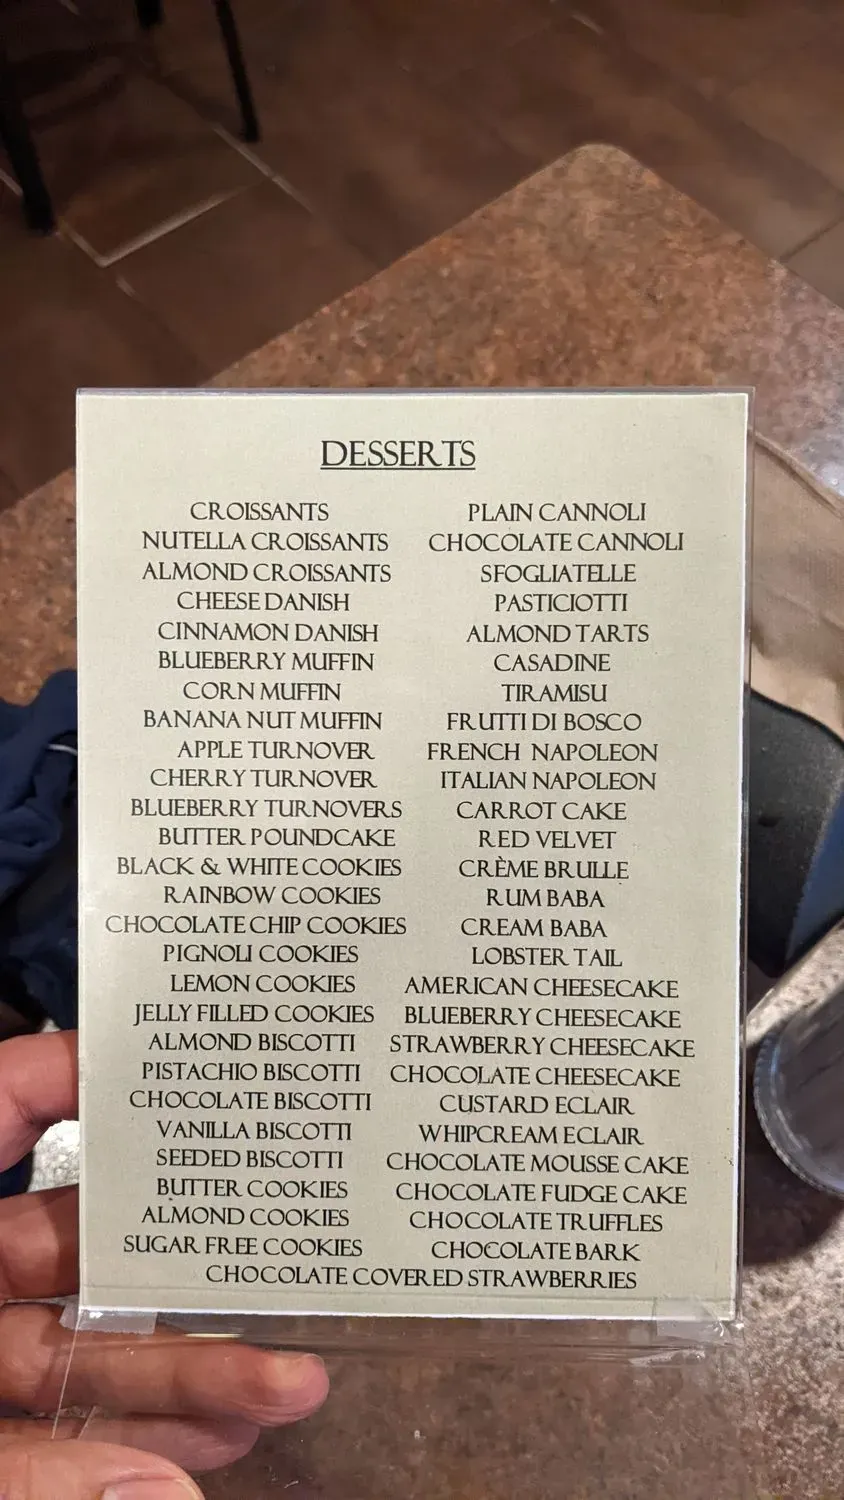 DESSERTS
CROISSANTS
NUTELLA CROISSANTS
ALMOND CROISSANTS
CHEESE DANISH
CINNAMON DANISH
BLUEBERRY MUFFIN
CORN MUFFIN
BANANA NUT MUFFIN
APPLE TURNOVER
CHERRY TURNOVER
BLUEBERRY TURNOVERS
BUTTER POUNDCAKE
BLACK & WHITE COOKIES
RAINBOW COOKIES
CHOCOLATE CHIP COOKIES
PIGNOLI COOKIES
LEMON COOKIES
JELLY FILLED COOKIES
ALMOND BISCOTTI
PISTACHIO BISCOTTI
CHOCOLATE BISCOTTI
VANILLA BISCOTTI
SEEDED BISCOTTI
BUTTER COOKIES
ALMOND COOKIES
SUGAR FREE COOKIES
PLAIN CANNOLI
CHOCOLATE CANNOLI
SFOGLIATELLE
PASTICIOTTI
ALMOND TARTS
CASADINE
TIRAMISU
FRUTTI DI BOSCO
FRENCH NAPOLEON
ITALIAN NAPOLEON
CARROT CAKE
RED VELVET
CRÈME BRULLE
RUM BABA
CREAM BABA
LOBSTER TAIL
AMERICAN CHEESECAKE
BLUEBERRY CHEESECAKE
STRAWBERRY CHEESECAKE
CHOCOLATE CHEESECAKE
CUSTARD ECLAIR
WHIPCREAM ECLAIR
CHOCOLATE MOUSSE CAKE
CHOCOLATE FUDGE CAKE
CHOCOLATE TRUFFLES
CHOCOLATE BARK
CHOCOLATE COVERED STRAWBERRIES